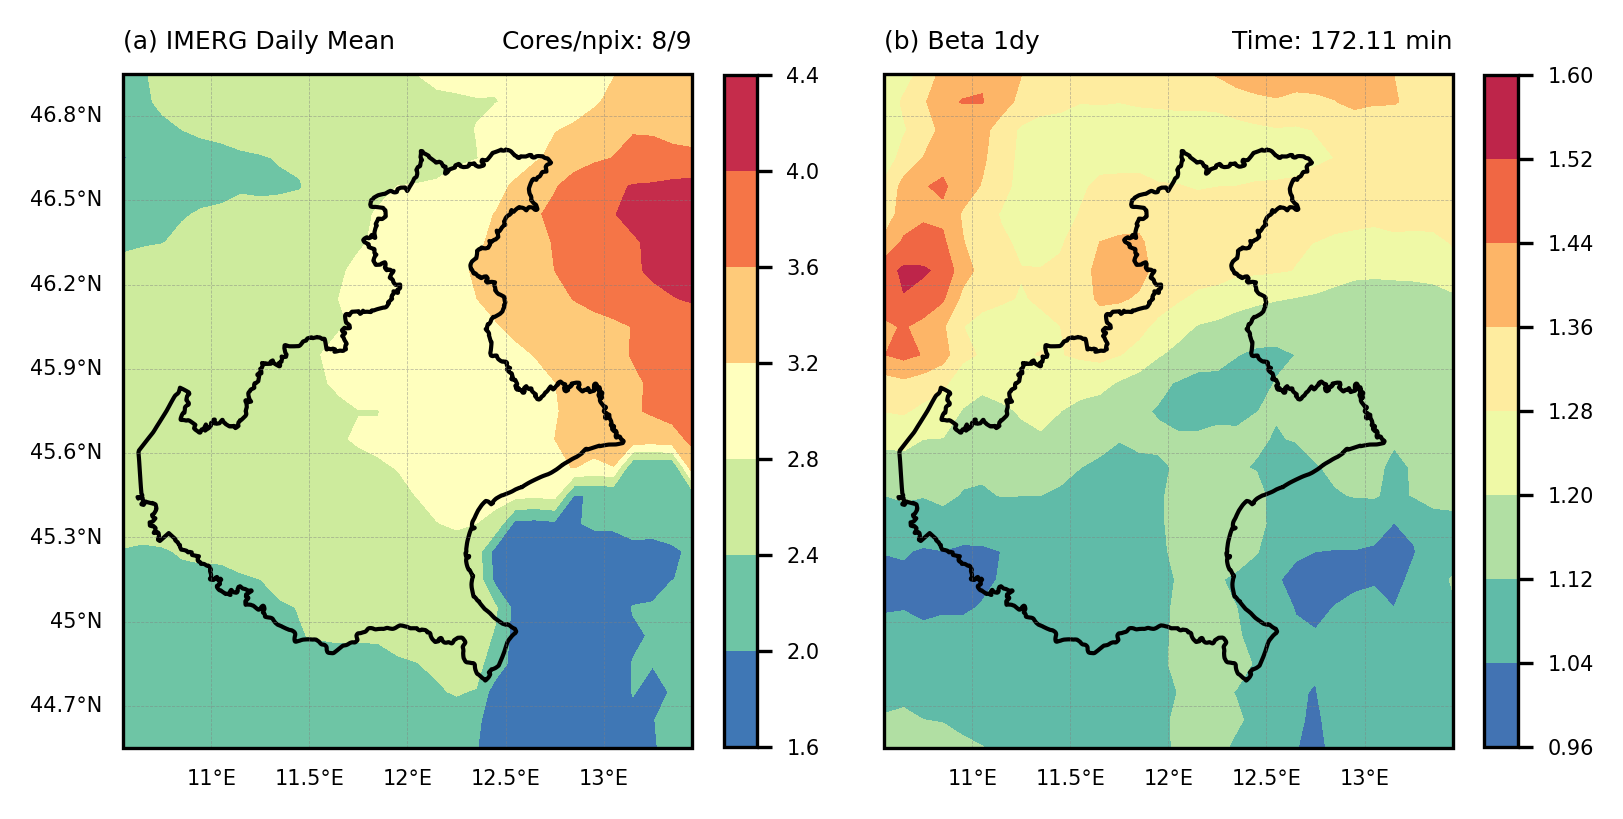 (a) IMERG Daily Mean Cores/npix: 8/9
46.8°N
46.5°N
46.2°N
45.9°N
45.6°N
45.3°N
45°N
44.7°N
11°E 11.5°E 12°E 12.5°E 13°E
4.4
4.0
3.6
3.2
2.8
2.4
2.0
1.6
(b) Beta 1dy Time: 172.11 min
11°E 11.5°E 12°E 12.5°E 13°E
1.60
1.52
1.44
1.36
1.28
1.20
1.12
1.04
0.96